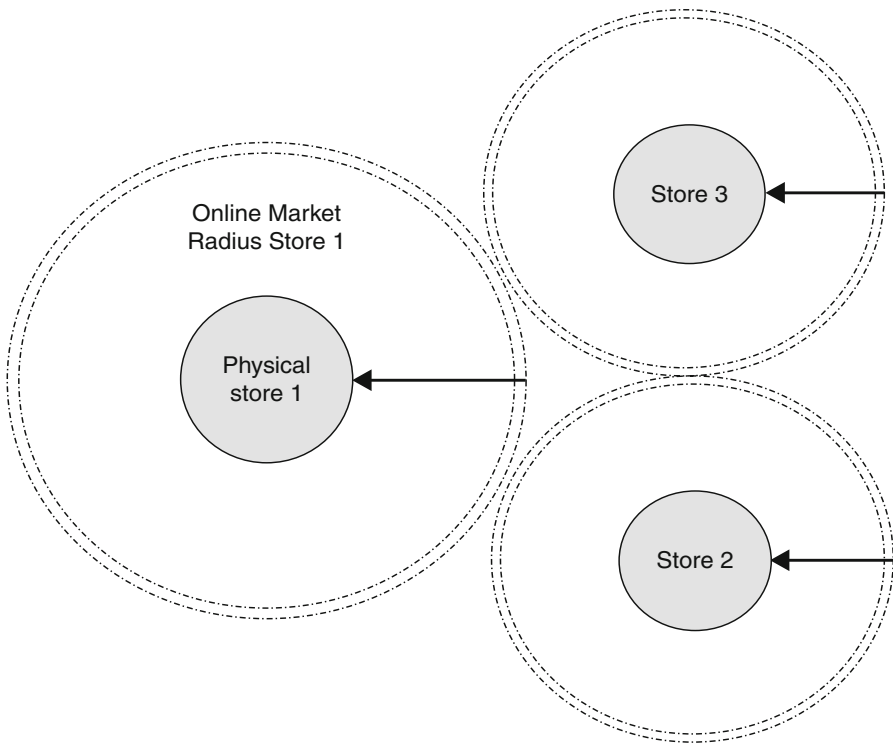 Online Market
Radius Store 1
Physical
store 1
Store 3
Store 2